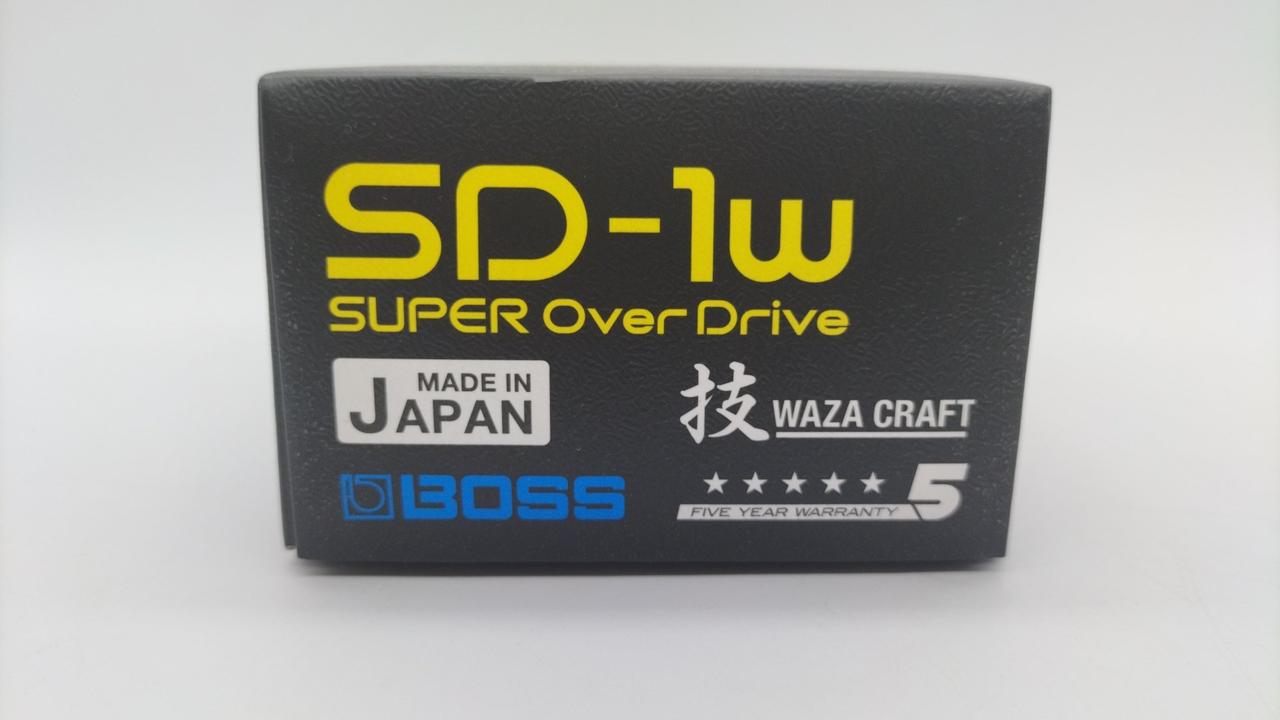 SD-1w
SUPER Over Drive
MADE IN
JAPAN
技 WAZA CRAFT
BOSS
5
FIVE YEAR WARRANTY